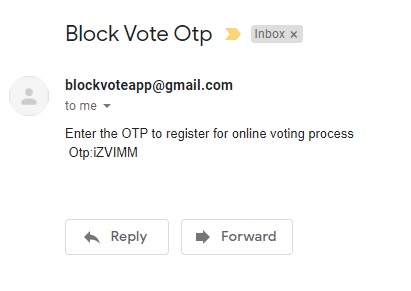 Block Vote Otp Inbox ×
blockvoteapp@gmail.com
to me
Enter the OTP to register for online voting process
Otp:iZVIMM
Reply Forward